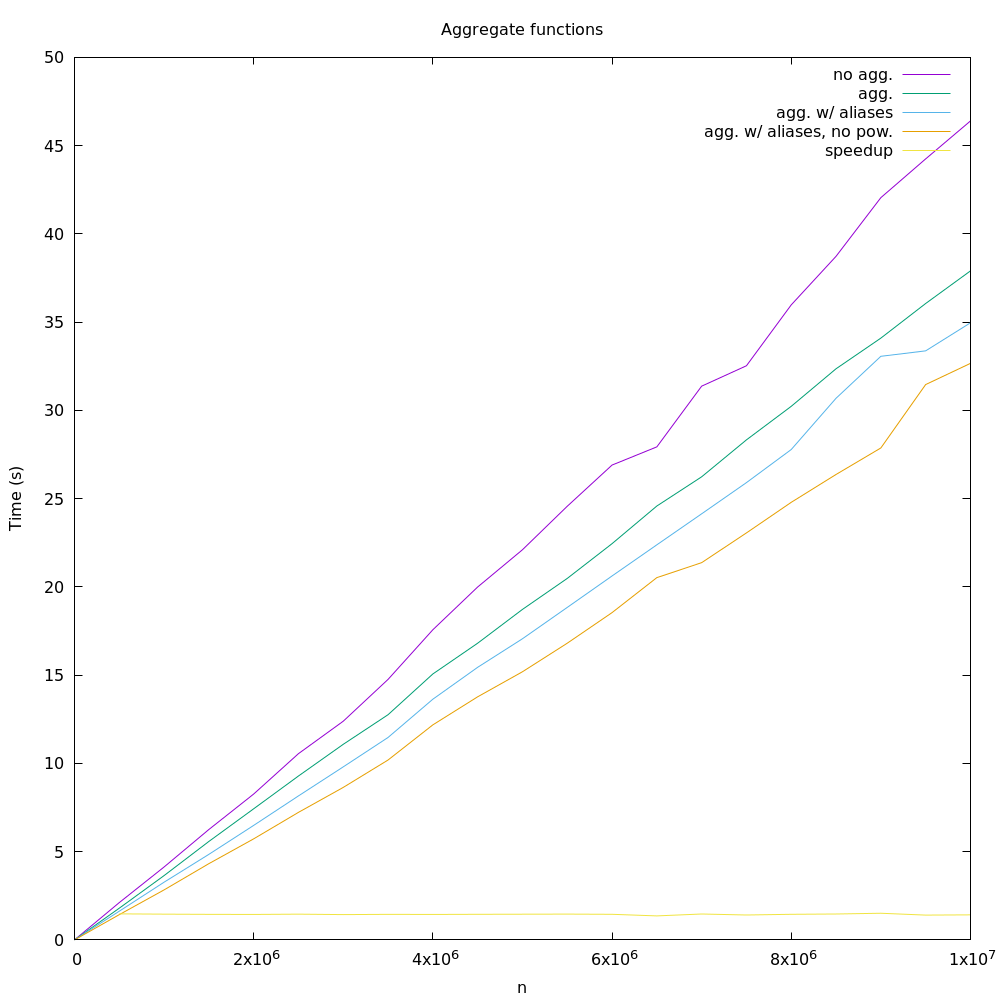 Aggregate functions
50
45
40
35
30
25
20
15
10
5
0
no agg.
agg.
agg. w/ aliases
agg. w/ aliases, no pow.
speedup
Time (s)
0 2x10⁶ 4x10⁶ 6x10⁶ 8x10⁶ 1x10⁷
n